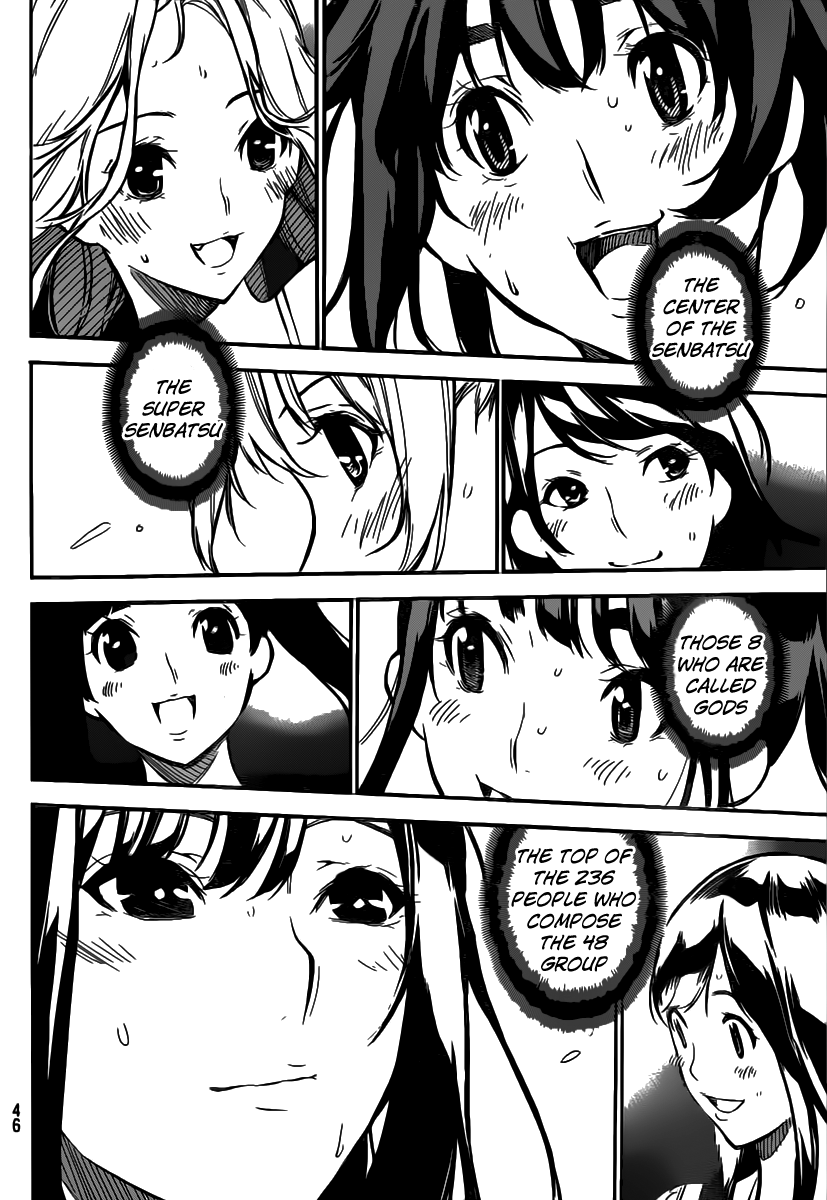 THE
CENTER
OF THE
SENBATSU
THE
SUPER
SENBATSU
THOSE 8
WHO ARE
CALLED
GODS
THE TOP OF
THE 236
PEOPLE WHO
COMPOSE
THE 48
GROUP
46